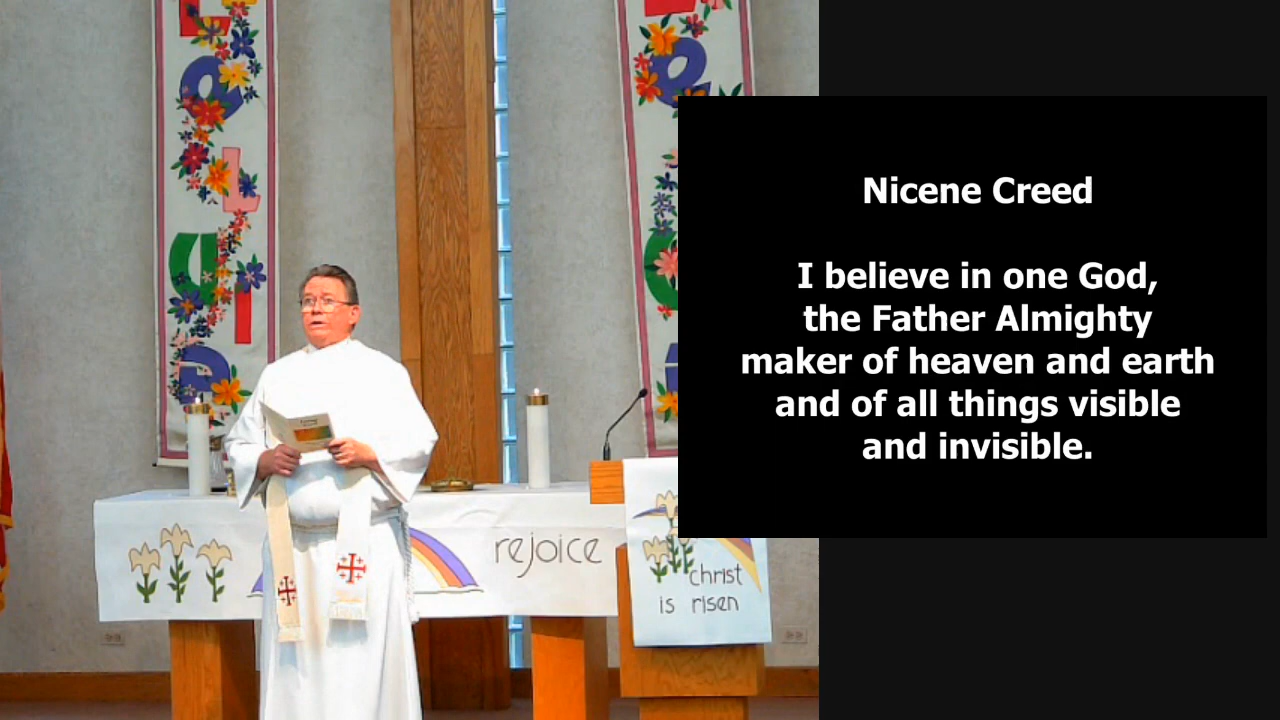 Nicene Creed
I believe in one God,
the Father Almighty
maker of heaven and earth
and of all things visible
and invisible.
rejoice
christ
is risen